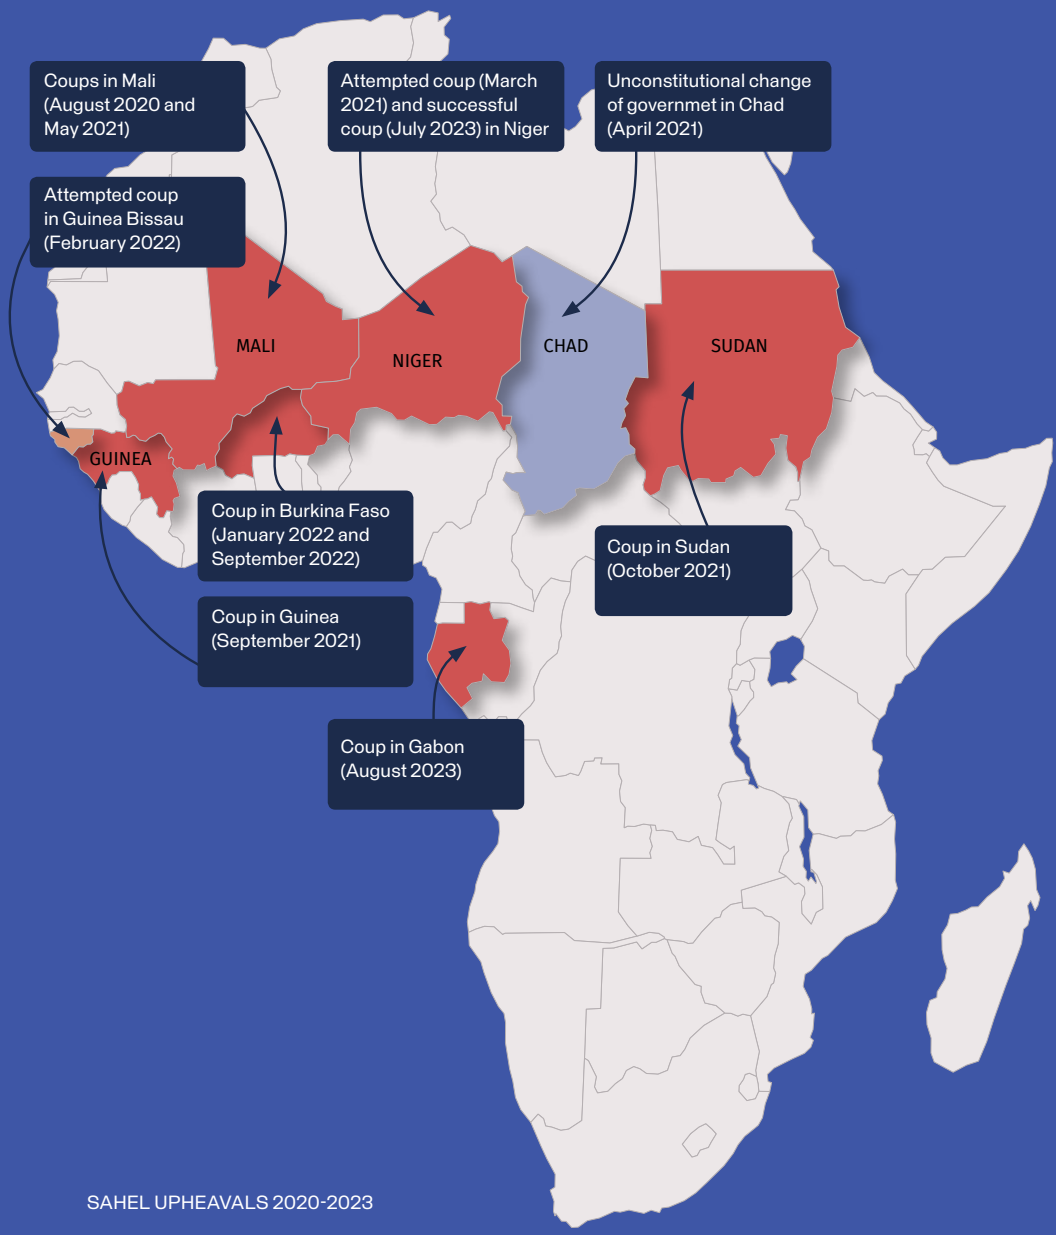 Coups in Mali
(August 2020 and
May 2021)
Attempted coup (March
2021) and successful
coup (July 2023) in Niger
Unconstitutional change
of governmet in Chad
(April 2021)
Attempted coup
in Guinea Bissau
(February 2022)
MALI
NIGER
CHAD
SUDAN
GUINEA
Coup in Burkina Faso
(January 2022 and
September 2022)
Coup in Sudan
(October 2021)
Coup in Guinea
(September 2021)
Coup in Gabon
(August 2023)
SAHEL UPHEAVALS 2020-2023